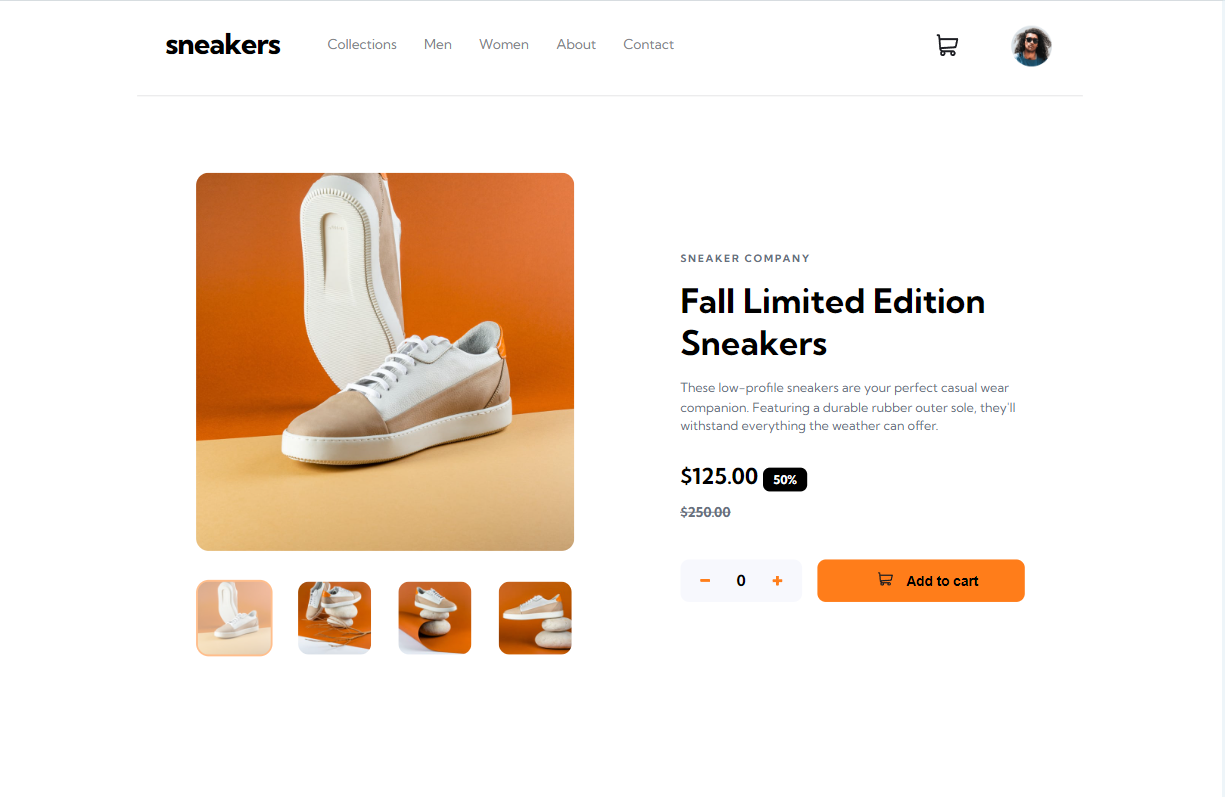 sneakers
Collections Men Women About Contact
SNEAKER COMPANY
Fall Limited Edition
Sneakers
These low-profile sneakers are your perfect casual wear
companion. Featuring a durable rubber outer sole, they'll
withstand everything the weather can offer.
$125.00 50%
$250.00
− 0 + Add to cart